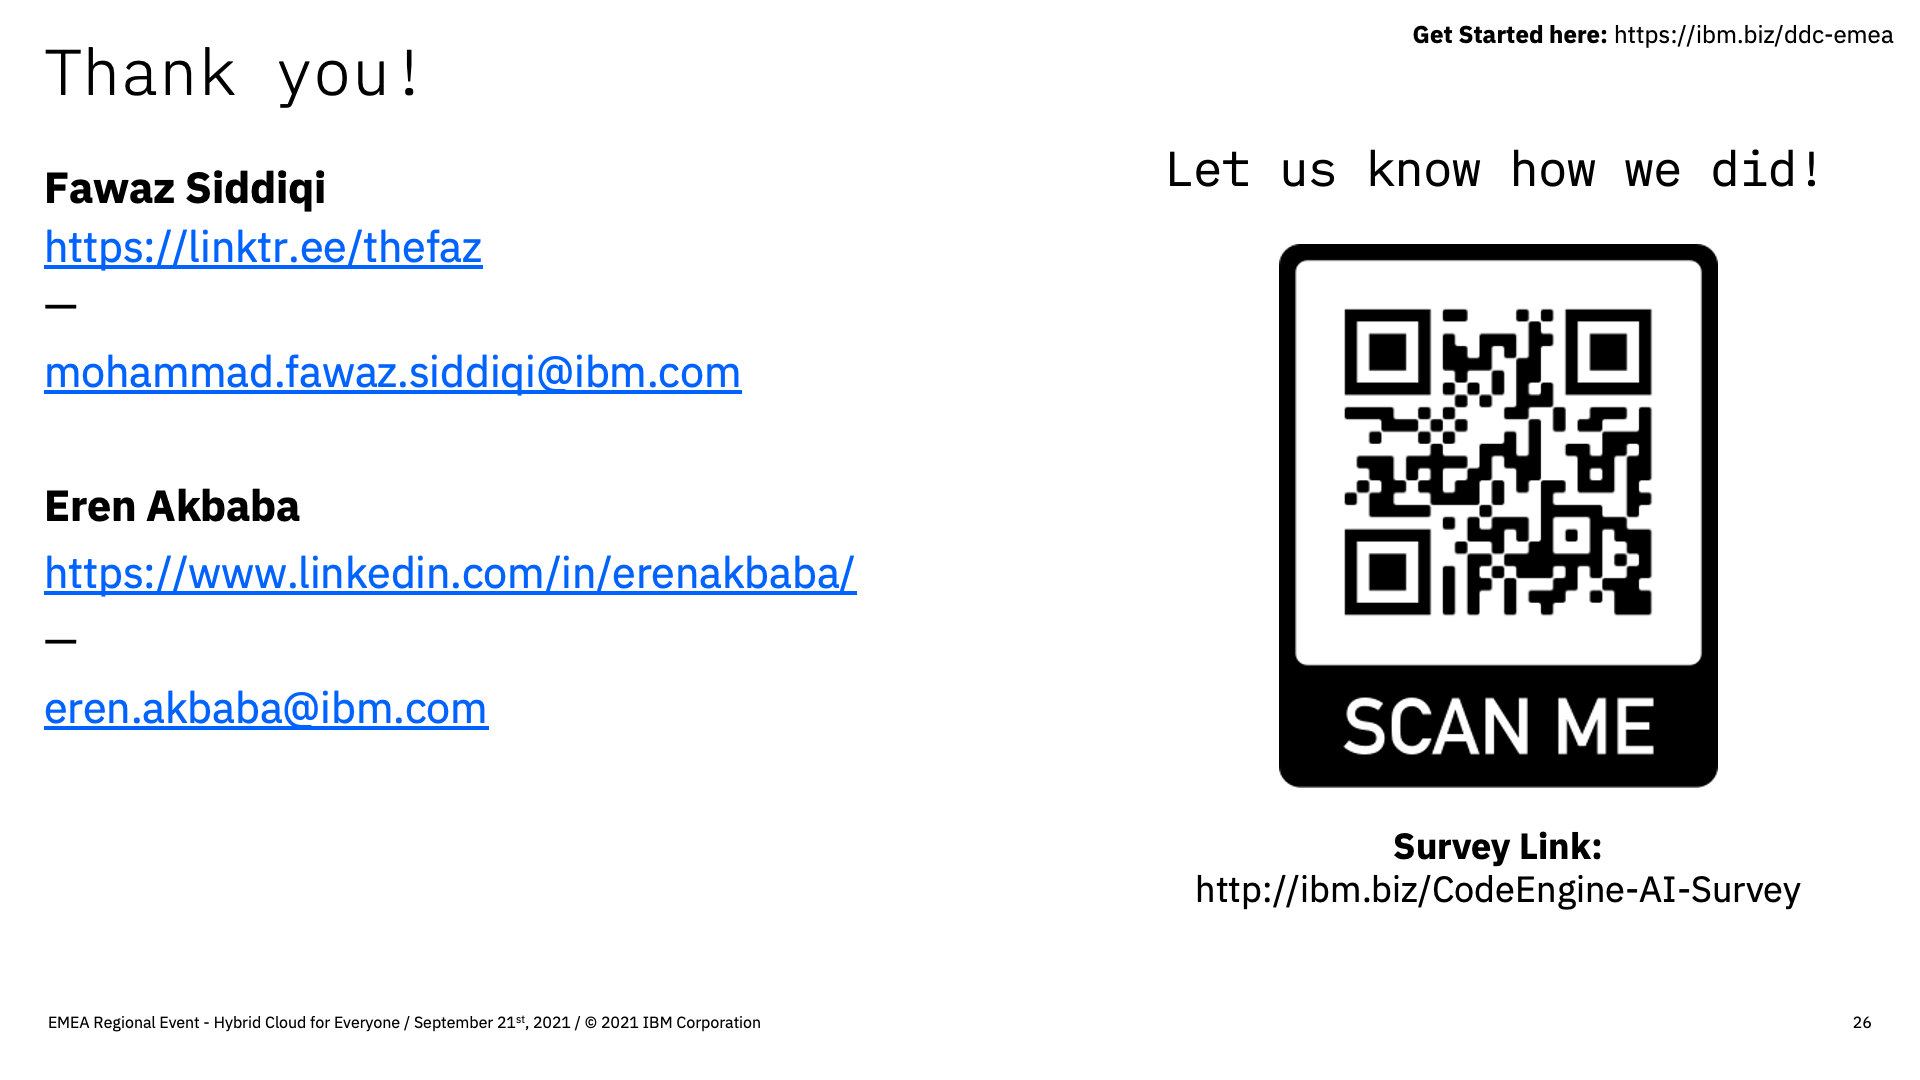 Get Started here: https://ibm.biz/ddc-emea
Thank you!
Fawaz Siddiqi
https://linktr.ee/thefaz
—
mohammad.fawaz.siddiqi@ibm.com
Eren Akbaba
https://www.linkedin.com/in/erenakbaba/
—
eren.akbaba@ibm.com
Let us know how we did!
SCAN ME
Survey Link:
http://ibm.biz/CodeEngine-AI-Survey
EMEA Regional Event - Hybrid Cloud for Everyone / September 21st, 2021 / © 2021 IBM Corporation
26